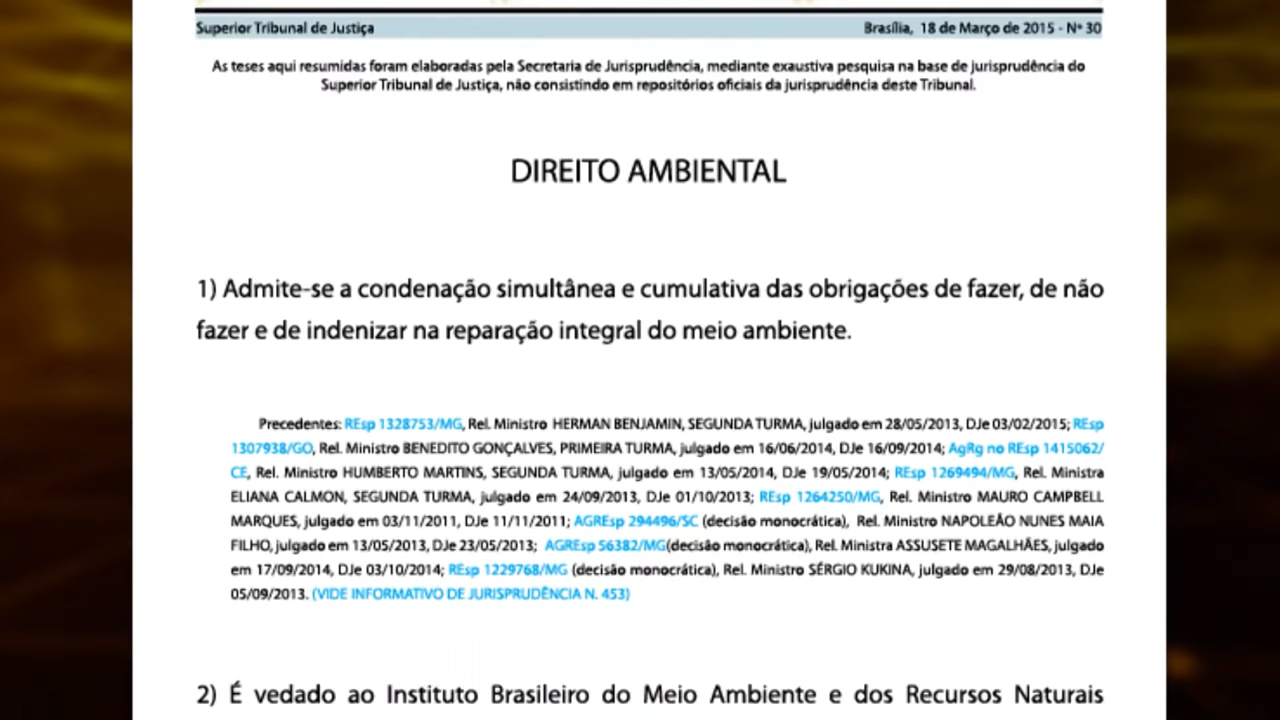 Superior Tribunal de Justiça
Brasília, 18 de Março de 2015 - Nº 30
As teses aqui resumidas foram elaboradas pela Secretaria de Jurisprudência, mediante exaustiva pesquisa na base de jurisprudência do
Superior Tribunal de Justiça, não consistindo em repositórios oficiais da jurisprudência deste Tribunal.
DIREITO AMBIENTAL
1) Admite-se a condenação simultânea e cumulativa das obrigações de fazer, de não
fazer e de indenizar na reparação integral do meio ambiente.
Precedentes: REsp 1328753/MG, Rel. Ministro HERMAN BENJAMIN, SEGUNDA TURMA, julgado em 28/05/2013, DJe 03/02/2015; REsp
1307938/GO, Rel. Ministro BENEDITO GONÇALVES, PRIMEIRA TURMA, julgado em 16/06/2014, DJe 16/09/2014; AgRg no REsp 1415062/
CE, Rel. Ministro HUMBERTO MARTINS, SEGUNDA TURMA, julgado em 13/05/2014, DJe 19/05/2014; REsp 1269494/MG, Rel. Ministra
ELIANA CALMON, SEGUNDA TURMA, julgado em 24/09/2013, DJe 01/10/2013; REsp 1264250/MG, Rel. Ministro MAURO CAMPBELL
MARQUES, julgado em 03/11/2011, DJe 11/11/2011; AGREsp 294496/SC (decisão monocrática), Rel. Ministro NAPOLEÃO NUNES MAIA
FILHO, julgado em 13/05/2013, DJe 23/05/2013; AGREsp 56382/MG(decisão monocrática), Rel. Ministra ASSUSETE MAGALHÃES, julgado
em 17/09/2014, DJe 03/10/2014; REsp 1229768/MG (decisão monocrática), Rel. Ministro SÉRGIO KUKINA, julgado em 29/08/2013, DJe
05/09/2013. (VIDE INFORMATIVO DE JURISPRUDÊNCIA N. 453)
2) É vedado ao Instituto Brasileiro do Meio Ambiente e dos Recursos Naturais